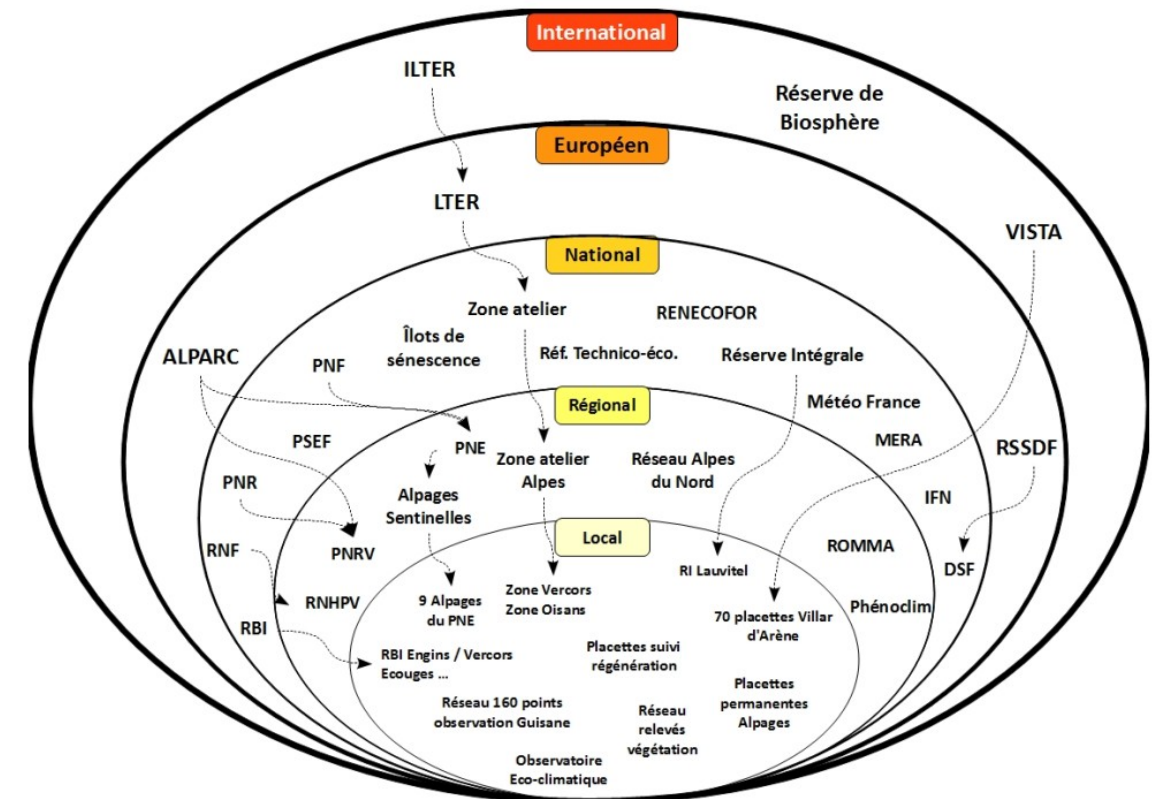 International
ILTER
Réserve de
Biosphère
Européen
LTER
VISTA
National
Zone atelier
RENECOFOR
Îlots de
sénescence
ALPARC
PNF
Réf. Technico-éco.
Réserve Intégrale
Régional
Météo France
PSEF
PNE
MERA
RSSDF
Zone atelier
Alpes
Réseau Alpes
du Nord
PNR
Alpages
Sentinelles
IFN
Local
RNF
PNRV
ROMMA
DSF
RI Lauvitel
Zone Vercors
Zone Oisans
9 Alpages
du PNE
RNHPV
Phénoclim
70 placettes Villar
d'Arène
RBI
RBI Engins / Vercors
Ecouges ...
Placettes suivi
régénération
Placettes
permanentes
Alpages
Réseau 160 points
observation Guisane
Réseau
relevés
végétation
Observatoire
Eco-climatique